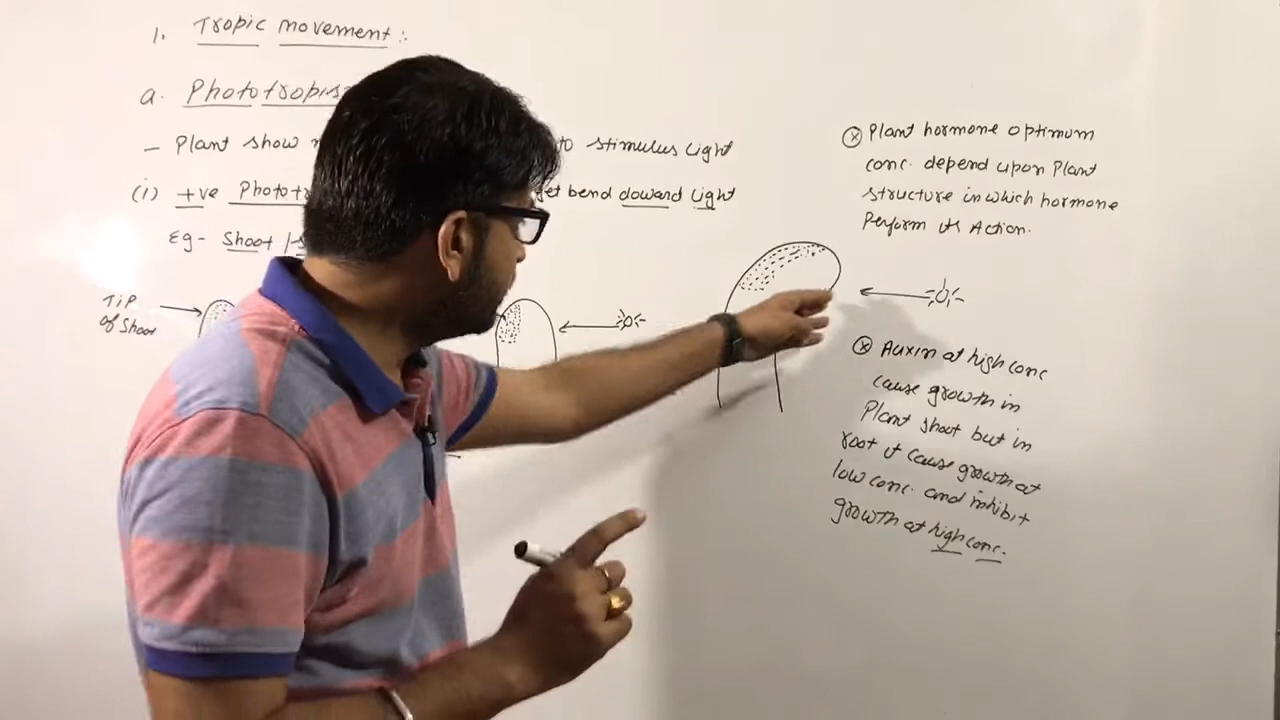 1. Tropic movement :
a. Phototropis
- Plant show to stimulus Light
(i) +ve Photot get bend doward Light
Eg- Shoot /
TiP
of Shoot
Plant hormone optimum
conc. depend upon Plant
structure in which hormone
Perform its Action.
Auxin at high conc
cause growth in
Plant shoot but in
root it cause growth at
low conc. and inhibit
growth at high conc.